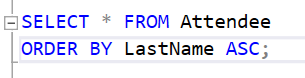 SELECT * FROM Attendee
ORDER BY LastName ASC;